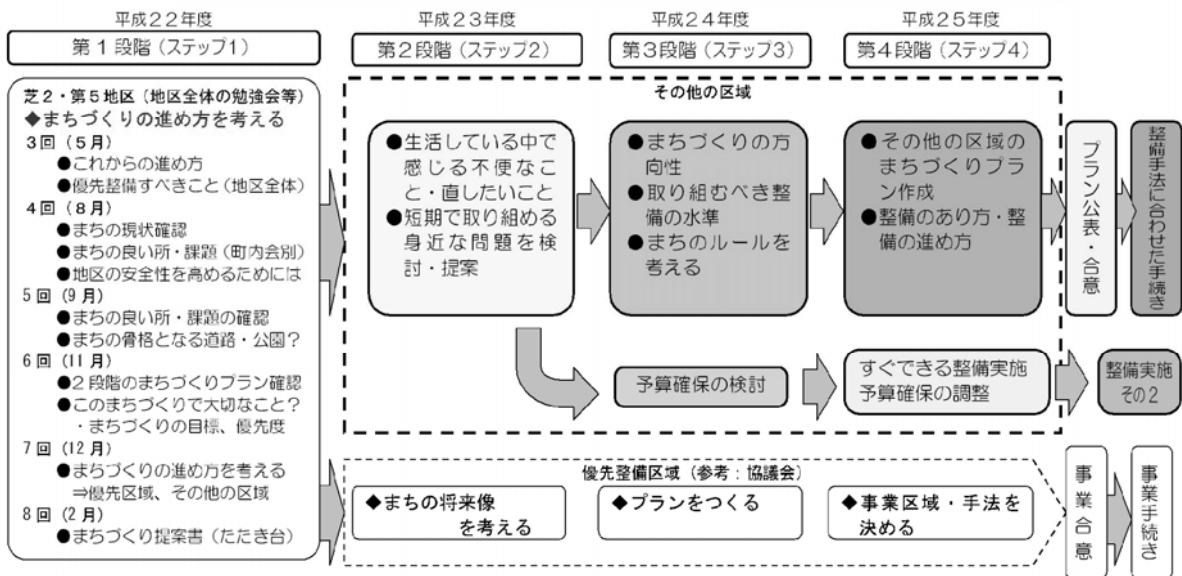 平成22年度
第1段階(ステップ1)
平成23年度
第2段階(ステップ2)
平成24年度
第3段階(ステップ3)
平成25年度
第4段階(ステップ4)
芝2・第5地区(地区全体の勉強会等)
◆まちづくりの進め方を考える
3回(5月)
●これからの進め方
●優先整備すべきこと(地区全体)
4回(8月)
●まちの現状確認
●まちの良い所・課題(町内会別)
●地区の安全性を高めるためには
5回(9月)
●まちの良い所・課題の確認
●まちの骨格となる道路・公園?
6回(11月)
●2段階のまちづくりプラン確認
●このまちづくりで大切なこと?
・まちづくりの目標、優先度
7回(12月)
●まちづくりの進め方を考える
⇒優先区域、その他の区域
8回(2月)
●まちづくり提案書(たたき台)
その他の区域
●生活している中で
感じる不便なこ
と・直したいこと
●短期で取り組める
身近な問題を検
討・提案
●まちづくりの方
向性
●取り組むべき整
備の水準
●まちのルールを
考える
●その他の区域の
まちづくりプラ
ン作成
●整備のあり方・整
備の進め方
プラン公表・合意
整備手法に合わせた手続き
予算確保の検討
すぐできる整備実施
予算確保の調整
整備実施
その2
優先整備区域(参考:協議会)
◆まちの将来像
を考える
◆プランをつくる
◆事業区域・手法を
決める
事業合意
事業手続き